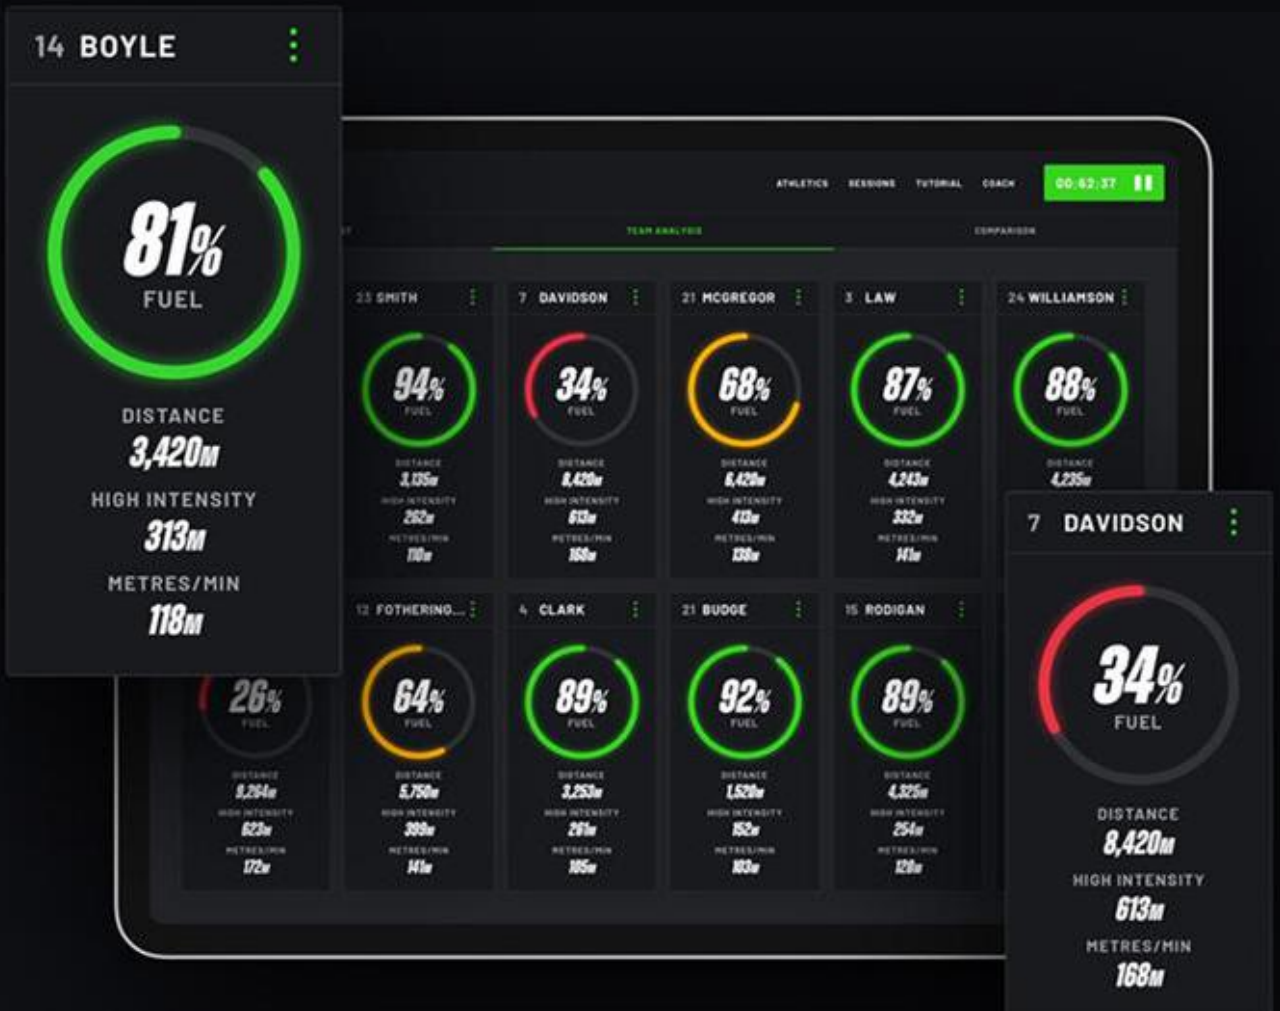 14 BOYLE
81%
FUEL
DISTANCE
3,420M
HIGH INTENSITY
313M
METRES/MIN
118M
ATHLETICS SESSIONS TUTORIAL COACH 00:62:37
TEAM ANALYSIS COMPARISON
23 SMITH
94%
FUEL
DISTANCE
3,135M
HIGH INTENSITY
262M
METRES/MIN
110M
7 DAVIDSON
34%
FUEL
DISTANCE
8,420M
HIGH INTENSITY
613M
METRES/MIN
168M
21 MCGREGOR
68%
FUEL
DISTANCE
6,420M
HIGH INTENSITY
413M
METRES/MIN
138M
3 LAW
87%
FUEL
DISTANCE
4,243M
HIGH INTENSITY
332M
METRES/MIN
141M
24 WILLIAMSON
88%
FUEL
DISTANCE
4,235M
26%
FUEL
DISTANCE
9,264M
HIGH INTENSITY
623M
METRES/MIN
172M
12 FOTHERING...
64%
FUEL
DISTANCE
5,750M
HIGH INTENSITY
399M
METRES/MIN
141M
4 CLARK
89%
FUEL
DISTANCE
3,253M
HIGH INTENSITY
261M
METRES/MIN
105M
21 BUDGE
92%
FUEL
DISTANCE
1,520M
HIGH INTENSITY
152M
METRES/MIN
103M
15 RODIGAN
89%
FUEL
DISTANCE
4,325M
HIGH INTENSITY
254M
METRES/MIN
120M
7 DAVIDSON
34%
FUEL
DISTANCE
8,420M
HIGH INTENSITY
613M
METRES/MIN
168M